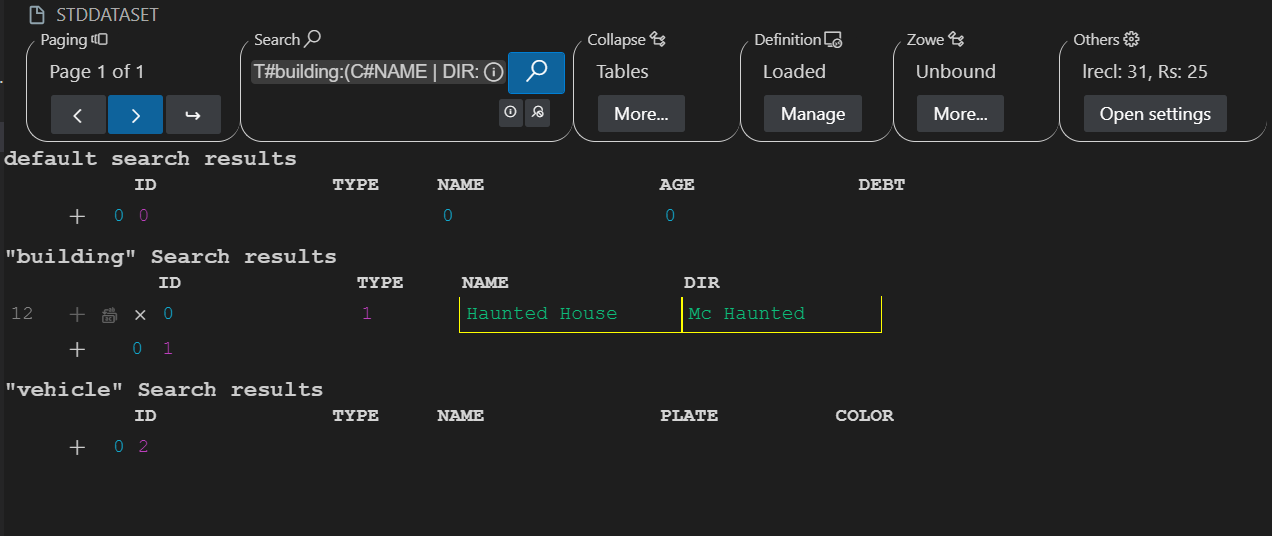 STDDATASET
Paging Search Collapse Definition Zowe Others
Page 1 of 1 T#building:(C#NAME | DIR: Tables Loaded Unbound lrecl: 31, Rs: 25
More... Manage More... Open settings
default search results
ID TYPE NAME AGE DEBT
+ 0 0 0 0
"building" Search results
ID TYPE NAME DIR
12 + × 0 1 Haunted House Mc Haunted
+ 0 1
"vehicle" Search results
ID TYPE NAME PLATE COLOR
+ 0 2